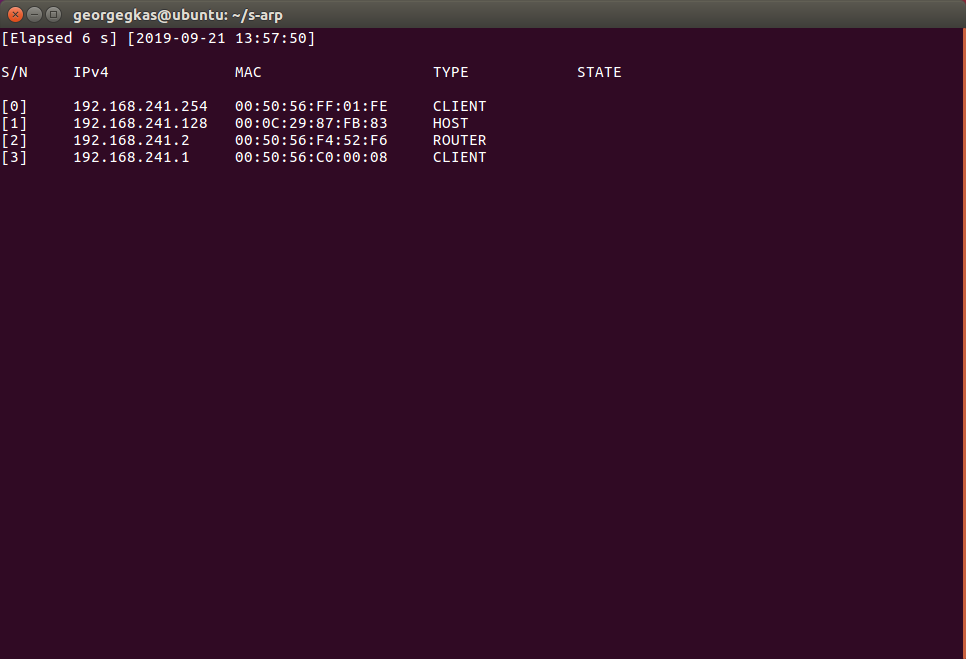 georgegkas@ubuntu: ~/s-arp
[Elapsed 6 s] [2019-09-21 13:57:50]
S/N IPv4 MAC TYPE STATE
[0] 192.168.241.254 00:50:56:FF:01:FE CLIENT
[1] 192.168.241.128 00:0C:29:87:FB:83 HOST
[2] 192.168.241.2 00:50:56:F4:52:F6 ROUTER
[3] 192.168.241.1 00:50:56:C0:00:08 CLIENT